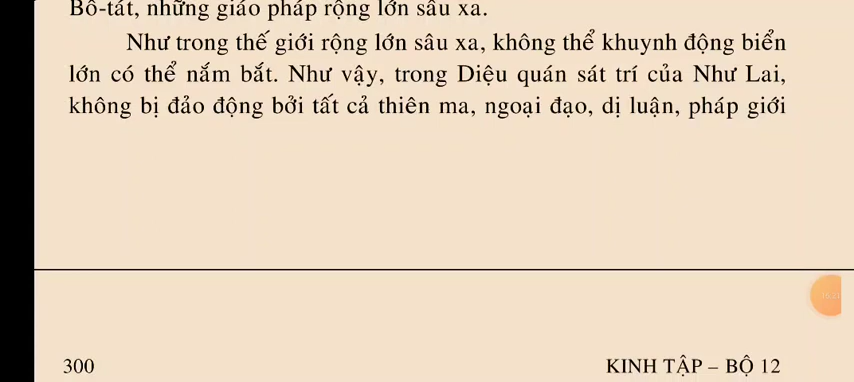 Bồ-tát, những giáo pháp rộng lớn sâu xa.
Như trong thế giới rộng lớn sâu xa, không thể khuynh động biển
lớn có thể nắm bắt. Như vậy, trong Diệu quán sát trí của Như Lai,
không bị đảo động bởi tất cả thiên ma, ngoại đạo, dị luận, pháp giới
300
KINH TẬP – BỘ 12